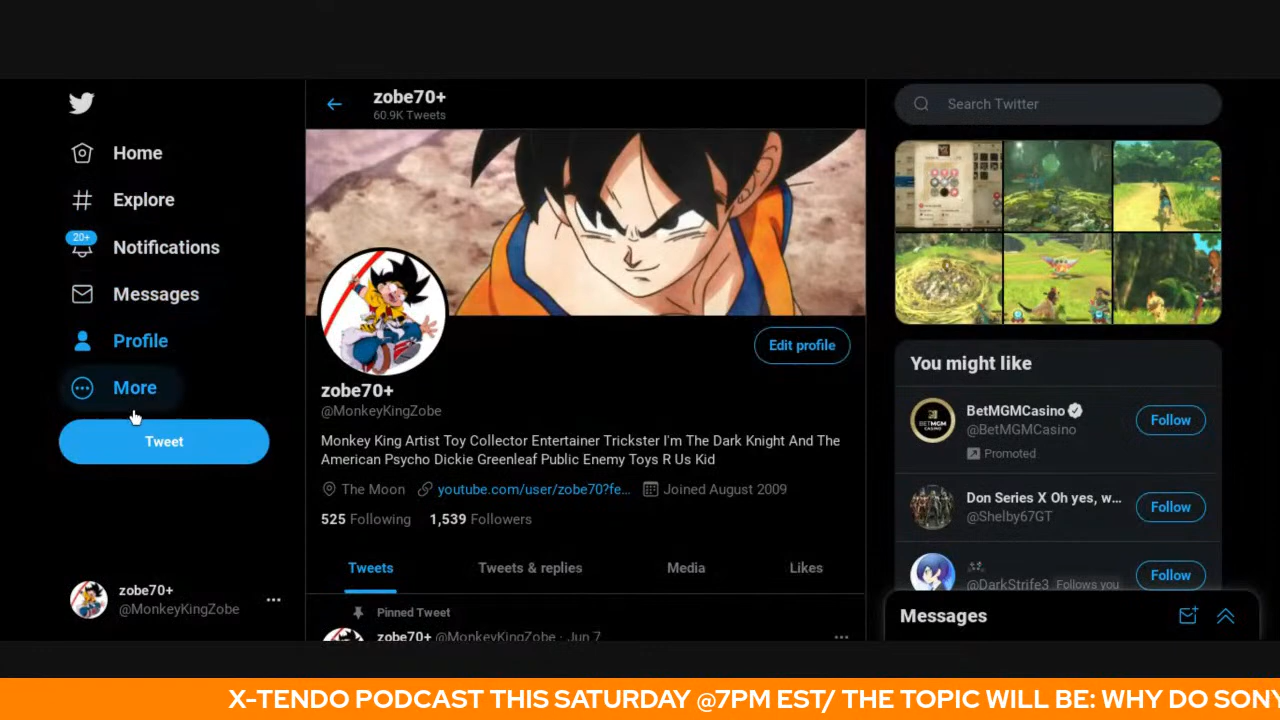 Home
Explore
20+
Notifications
Messages
Profile
More
Tweet
zobe70+
@MonkeyKingZobe
zobe70+
60.9K Tweets
Edit profile
zobe70+
@MonkeyKingZobe
Monkey King Artist Toy Collector Entertainer Trickster I'm The Dark Knight And The
American Psycho Dickie Greenleaf Public Enemy Toys R Us Kid
The Moon youtube.com/user/zobe70?fe... Joined August 2009
525 Following 1,539 Followers
Tweets Tweets & replies Media Likes
Pinned Tweet
zobe70+ @MonkeyKingZobe · Jun 7
Search Twitter
You might like
BetMGMCasino
@BetMGMCasino
Follow
Promoted
Don Series X Oh yes, w...
@Shelby67GT
Follow
@DarkStrife3 Follows you
Follow
Messages
X-TENDO PODCAST THIS SATURDAY @7PM EST/ THE TOPIC WILL BE: WHY DO SONY